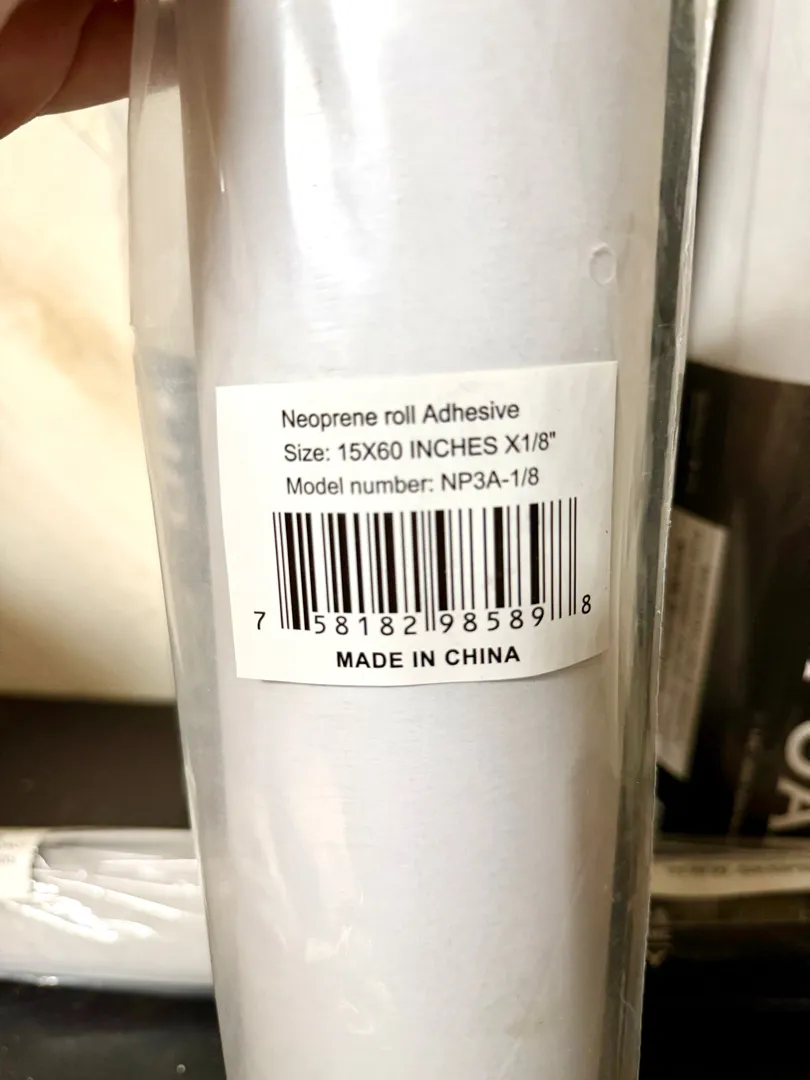 Neoprene roll Adhesive
Size: 15X60 INCHES X1/8"
Model number: NP3A-1/8
7 58182 98589 8
MADE IN CHINA
OA